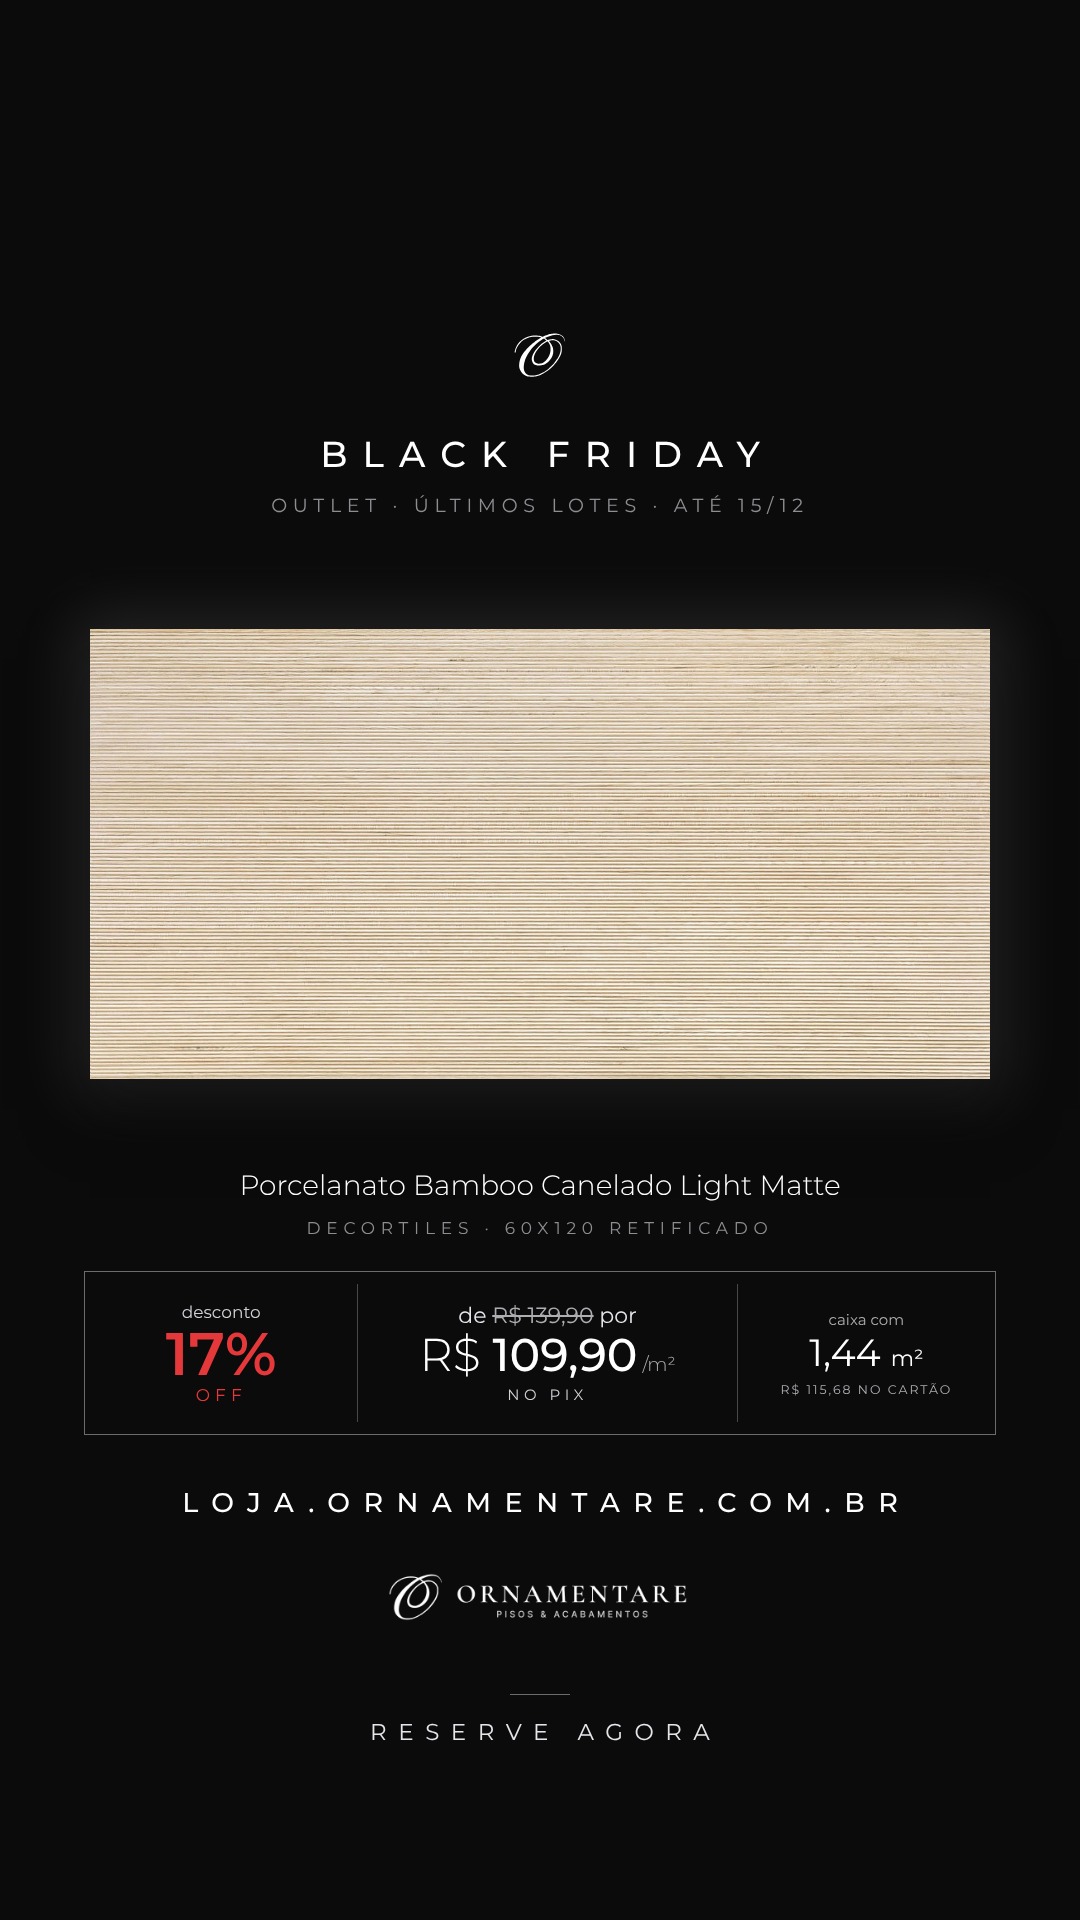 O
BLACK FRIDAY
OUTLET · ÚLTIMOS LOTES · ATÉ 15/12
Porcelanato Bamboo Canelado Light Matte
DECORTILES · 60X120 RETIFICADO
desconto
17%
OFF
de R$ 139,90 por
R$ 109,90 /m²
NO PIX
caixa com
1,44 m²
R$ 115,68 NO CARTÃO
LOJA.ORNAMENTARE.COM.BR
O ORNAMENTARE
PISOS & ACABAMENTOS
RESERVE AGORA